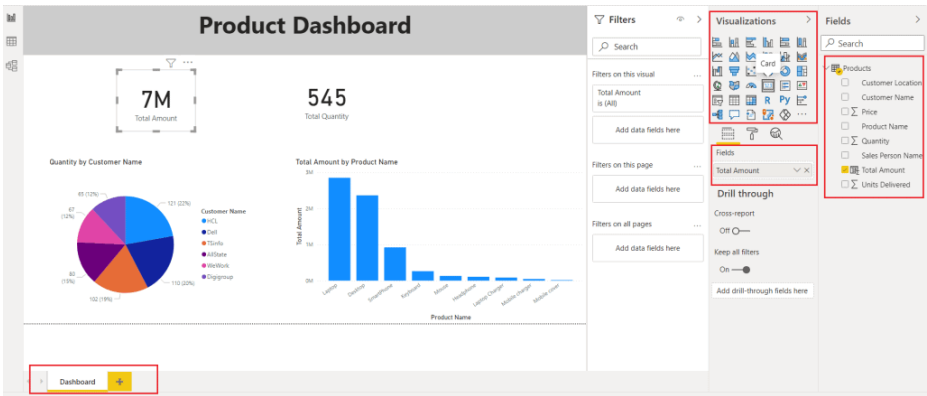 Product Dashboard
7M
Total Amount
545
Total Quantity
Quantity by Customer Name
65 (12%)
121 (22%)
67
(12%)
110 (20%)
102 (19%)
Customer Name
HCL
Dell
TGinfo
AllState
WeWork
Digigroup
Total Amount by Product Name
3M
2M
1M
0M
Total Amount
Laptop
Desktop
SmartPhone
Keyboard
Mouse
Headphone
Laptop Charger
Mobile charger
Mobile cover
Product Name
Dashboard
+
Filters
Search
Filters on this visual
Total Amount
is (All)
Add data fields here
Filters on this page
Add data fields here
Filters on all pages
Add data fields here
Visualizations
Card
R Py
Fields
Total Amount
Drill through
Cross-report
Off
Keep all filters
On
Add drill-through fields here
Fields
Search
Products
Customer Location
Customer Name
∑ Price
Product Name
∑ Quantity
Sales Person Name
Total Amount
∑ Units Delivered